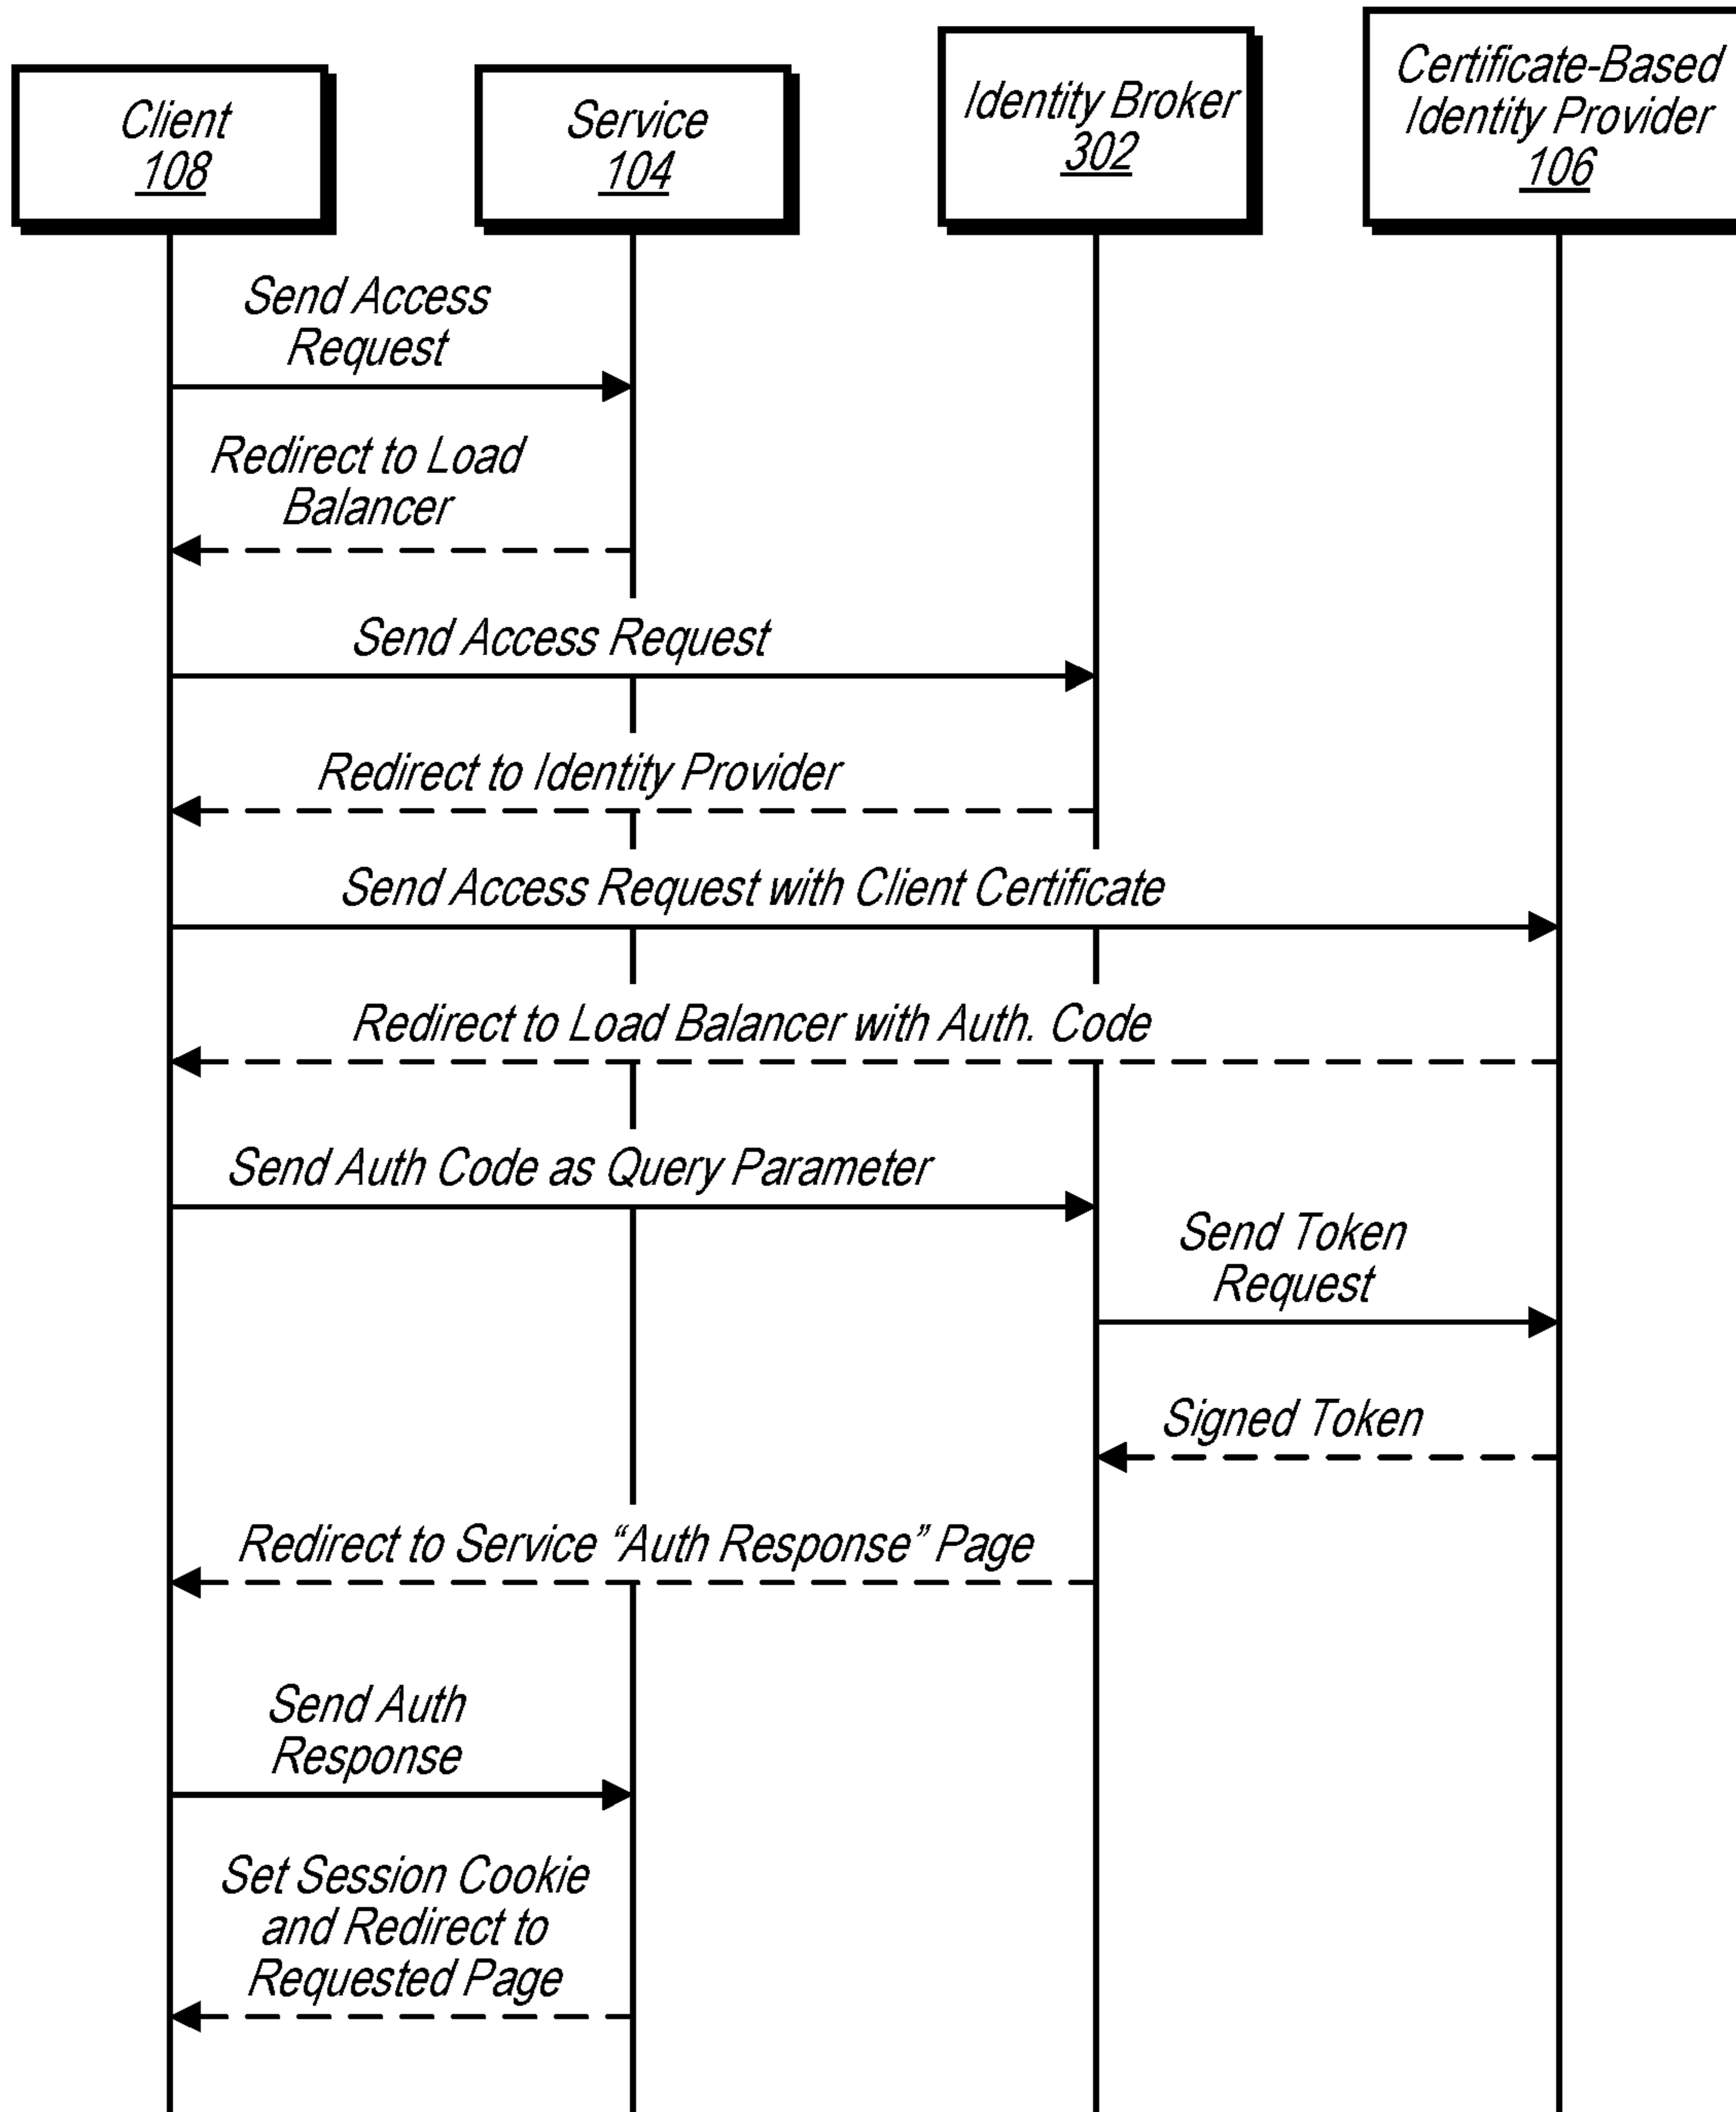 Client
108
Service
104
Identity Broker
302
Certificate-Based
Identity Provider
106
Send Access
Request
Redirect to Load
Balancer
Send Access Request
Redirect to Identity Provider
Send Access Request with Client Certificate
Redirect to Load Balancer with Auth. Code
Send Auth Code as Query Parameter
Send Token
Request
Signed Token
Redirect to Service “Auth Response” Page
Send Auth
Response
Set Session Cookie
and Redirect to
Requested Page